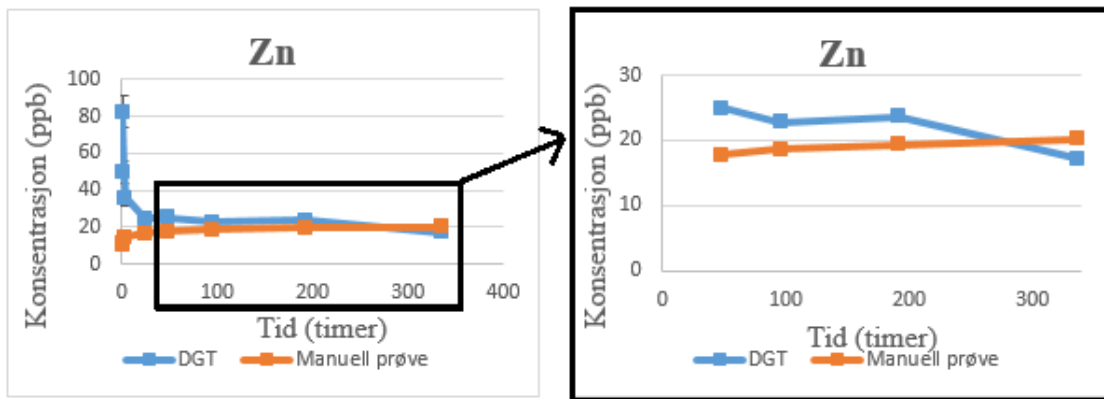 Zn
Konsentrasjon (ppb)
100
80
60
40
20
0
0 100 200 300 400
Tid (timer)
DGT Manuell prøve
Zn
Konsentrasjon (ppb)
30
20
10
0
0 100 200 300
Tid (timer)
DGT Manuell prøve